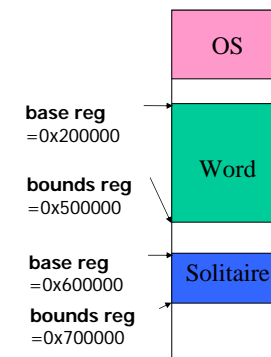 OS
base reg
=0x200000
Word
bounds reg
=0x500000
base reg
=0x600000
Solitaire
bounds reg
=0x700000